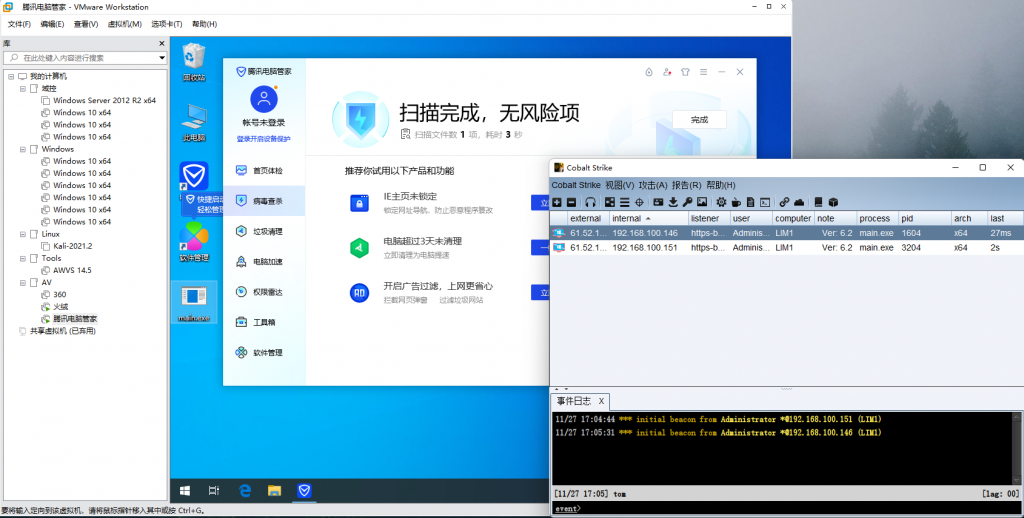 腾讯电脑管家 - VMware Workstation
文件(F) 编辑(E) 查看(V) 虚拟机(M) 选项卡(T) 帮助(H)
库
在此处键入内容进行搜索
我的计算机
域控
Windows Server 2012 R2 x64
Windows 10 x64
Windows 10 x64
Windows 10 x64
Windows
Windows 10 x64
Windows 10 x64
Windows 10 x64
Windows 10 x64
Windows 10 x64
Windows 10 x64
Linux
Kali-2021.2
Tools
AWVS 14.5
AV
360
火绒
腾讯电脑管家
共享虚拟机 (已弃用)
回收站
此电脑
快捷启动
轻松管理
软件管理
main.exe
腾讯电脑管家
帐号未登录
登录开启设备保护
首页体检
病毒查杀
垃圾清理
电脑加速
权限雷达
工具箱
软件管理
扫描完成，无风险项
扫描文件数 1 项，耗时 3 秒
完成
推荐你试用以下产品和功能
IE主页未锁定
锁定网址导航、防止恶意程序篡改
电脑超过3天未清理
立即清理为电脑提速
开启广告过滤，上网更省心
拦截网页弹窗 过滤垃圾网站
Cobalt Strike
Cobalt Strike 视图(V) 攻击(A) 报告(R) 帮助(H)
external internal listener user computer note process pid arch last
61.52.1... 192.168.100.146 https-b... Adminis... LIM1 Ver: 6.2 main.exe 1604 x64 27ms
61.52.1... 192.168.100.151 https-b... Adminis... LIM1 Ver: 6.2 main.exe 3204 x64 2s
事件日志 X
11/27 17:04:44 *** initial beacon from Administrator *@192.168.100.151 (LIM1)
11/27 17:05:31 *** initial beacon from Administrator *@192.168.100.146 (LIM1)
[11/27 17:05] tom [lag: 00]
event>
要将输入定向到该虚拟机，请将鼠标指针移入其中或按 Ctrl+G。